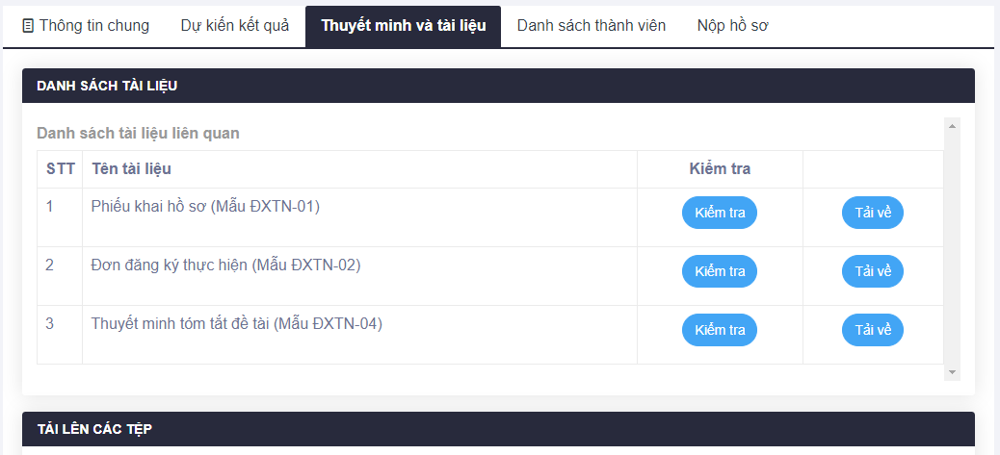 Thông tin chung Dự kiến kết quả Thuyết minh và tài liệu Danh sách thành viên Nộp hồ sơ
DANH SÁCH TÀI LIỆU
Danh sách tài liệu liên quan
STT Tên tài liệu Kiểm tra
1 Phiếu khai hồ sơ (Mẫu ĐXTN-01) Kiểm tra Tải về
2 Đơn đăng ký thực hiện (Mẫu ĐXTN-02) Kiểm tra Tải về
3 Thuyết minh tóm tắt đề tài (Mẫu ĐXTN-04) Kiểm tra Tải về
TẢI LÊN CÁC TỆP